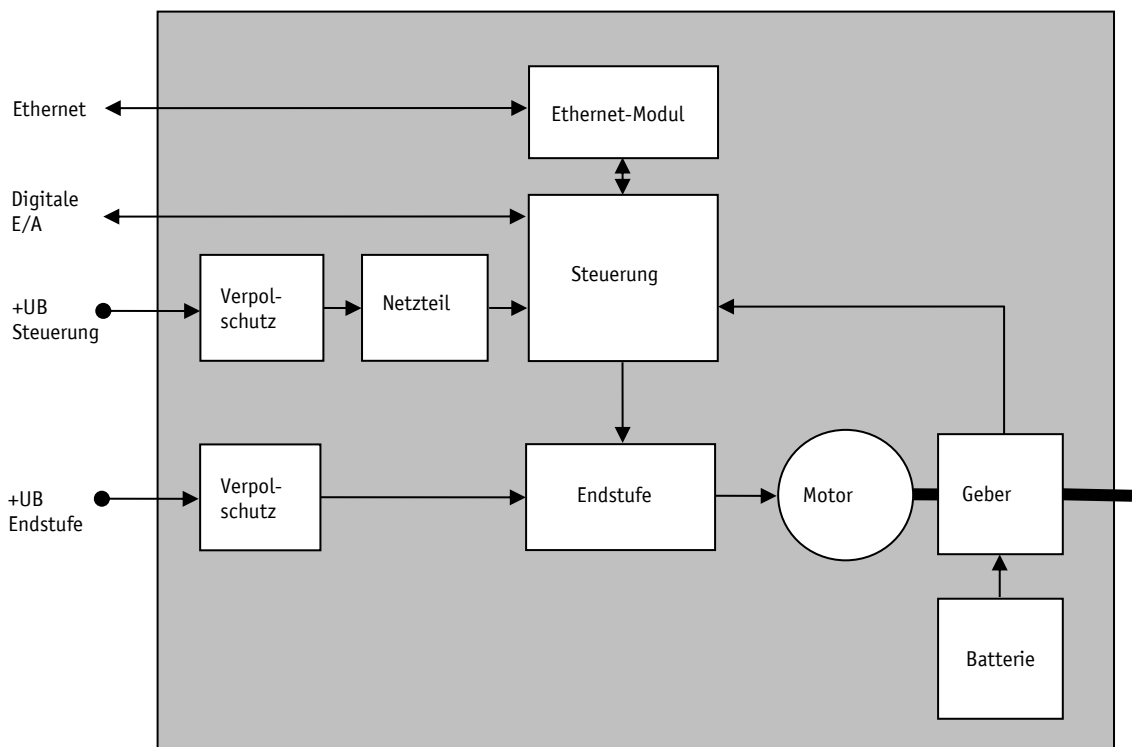 Ethernet
Ethernet-Modul
Digitale
E/A
Steuerung
+UB
Steuerung
Verpol-
schutz
Netzteil
+UB
Endstufe
Verpol-
schutz
Endstufe
Motor
Geber
Batterie